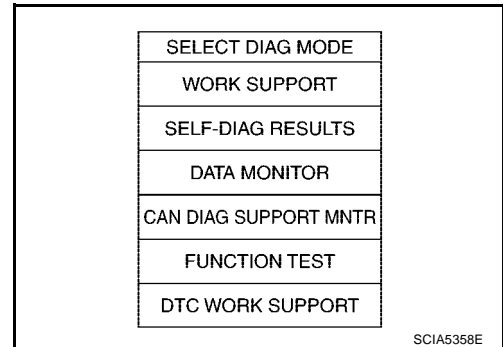 SELECT DIAG MODE
WORK SUPPORT
SELF-DIAG RESULTS
DATA MONITOR
CAN DIAG SUPPORT MNTR
FUNCTION TEST
DTC WORK SUPPORT
SCIA5358E